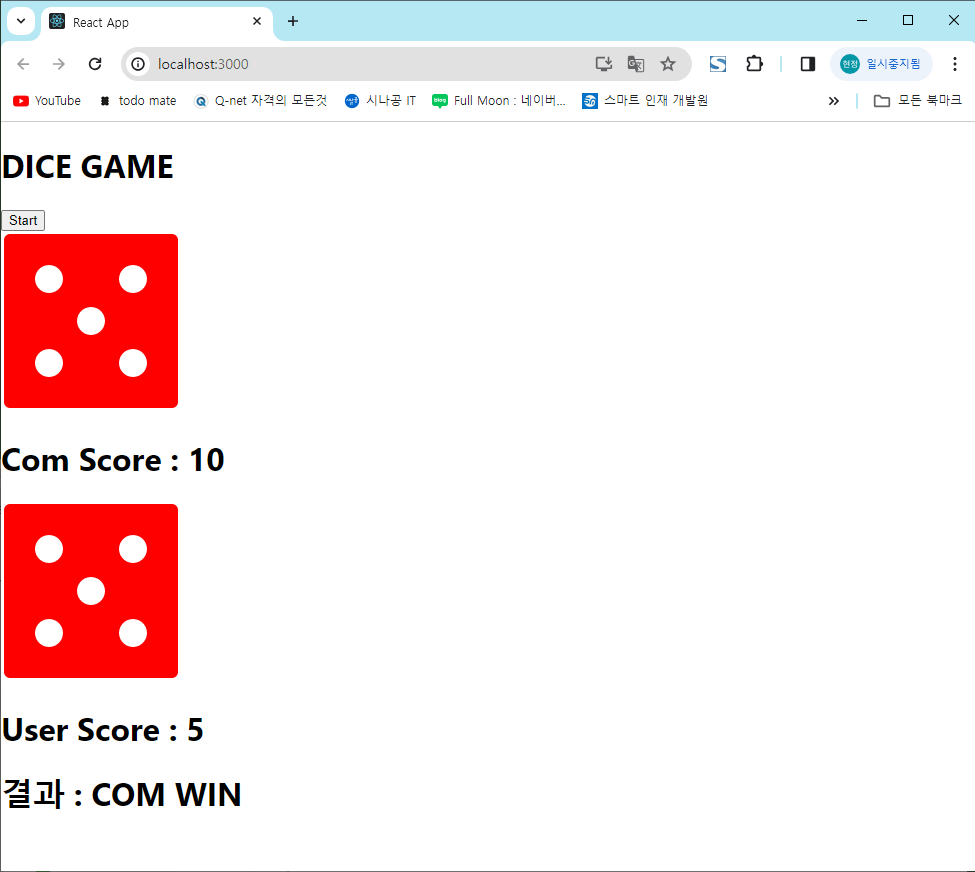 React App
localhost:3000
현정 일시중지됨
YouTube todo mate Q-net 자격의 모든것 시나공 IT blog Full Moon : 네이버... 스마트 인재 개발원 모든 북마크
DICE GAME
Start
Com Score : 10
User Score : 5
결과 : COM WIN